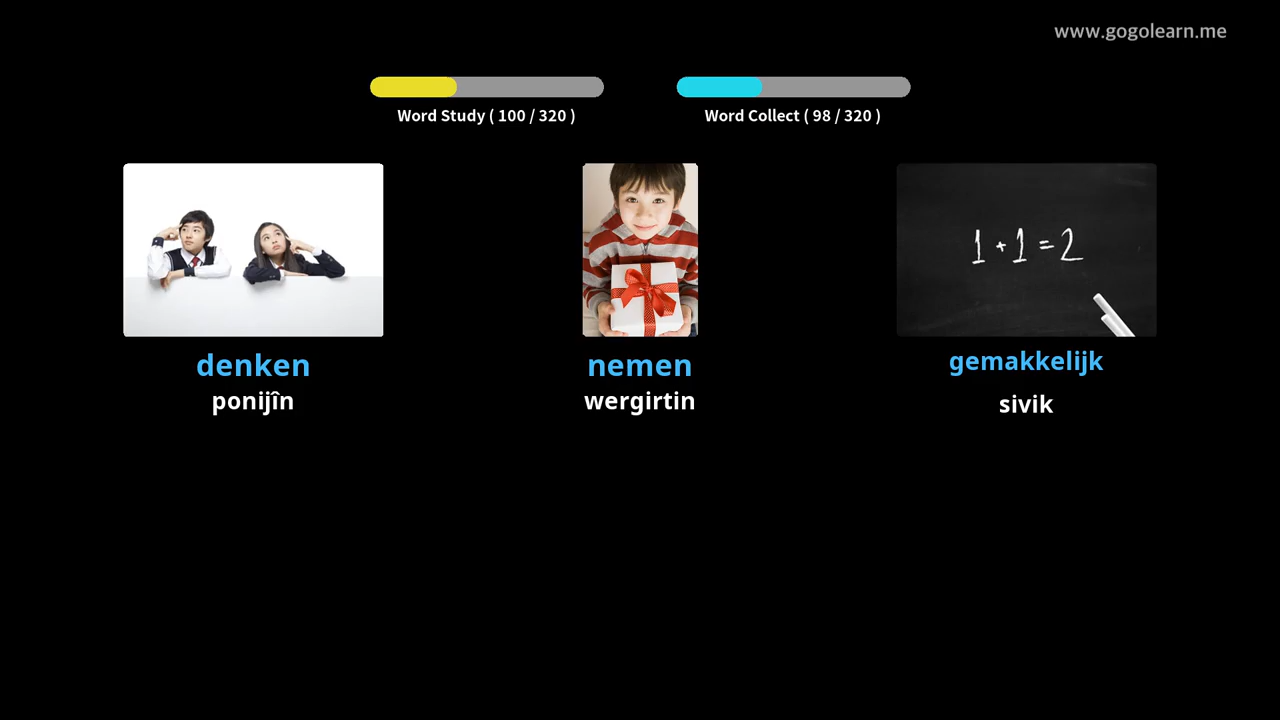 www.gogolearn.me
Word Study ( 100 / 320 )
Word Collect ( 98 / 320 )
1 + 1 = 2
denken
nemen
gemakkelijk
ponijîn
wergirtin
sivik